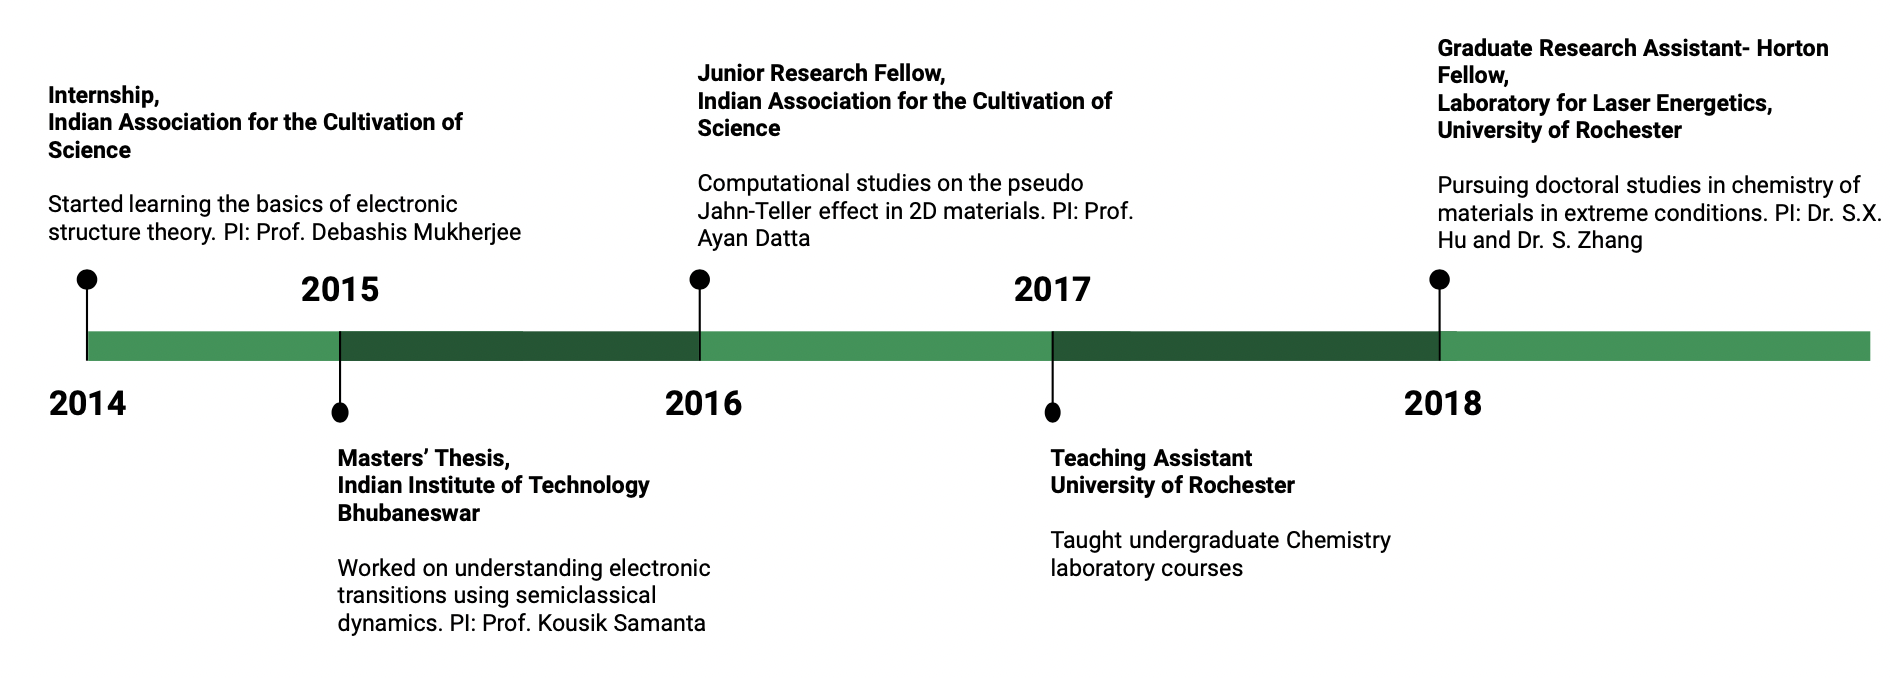 Internship,
Indian Association for the Cultivation of
Science
Started learning the basics of electronic
structure theory. PI: Prof. Debashis Mukherjee
2014
2015
Masters’ Thesis,
Indian Institute of Technology
Bhubaneswar
Worked on understanding electronic
transitions using semiclassical
dynamics. PI: Prof. Kousik Samanta
Junior Research Fellow,
Indian Association for the Cultivation of
Science
Computational studies on the pseudo
Jahn-Teller effect in 2D materials. PI: Prof.
Ayan Datta
2016
2017
Teaching Assistant
University of Rochester
Taught undergraduate Chemistry
laboratory courses
Graduate Research Assistant- Horton
Fellow,
Laboratory for Laser Energetics,
University of Rochester
Pursuing doctoral studies in chemistry of
materials in extreme conditions. PI: Dr. S.X.
Hu and Dr. S. Zhang
2018